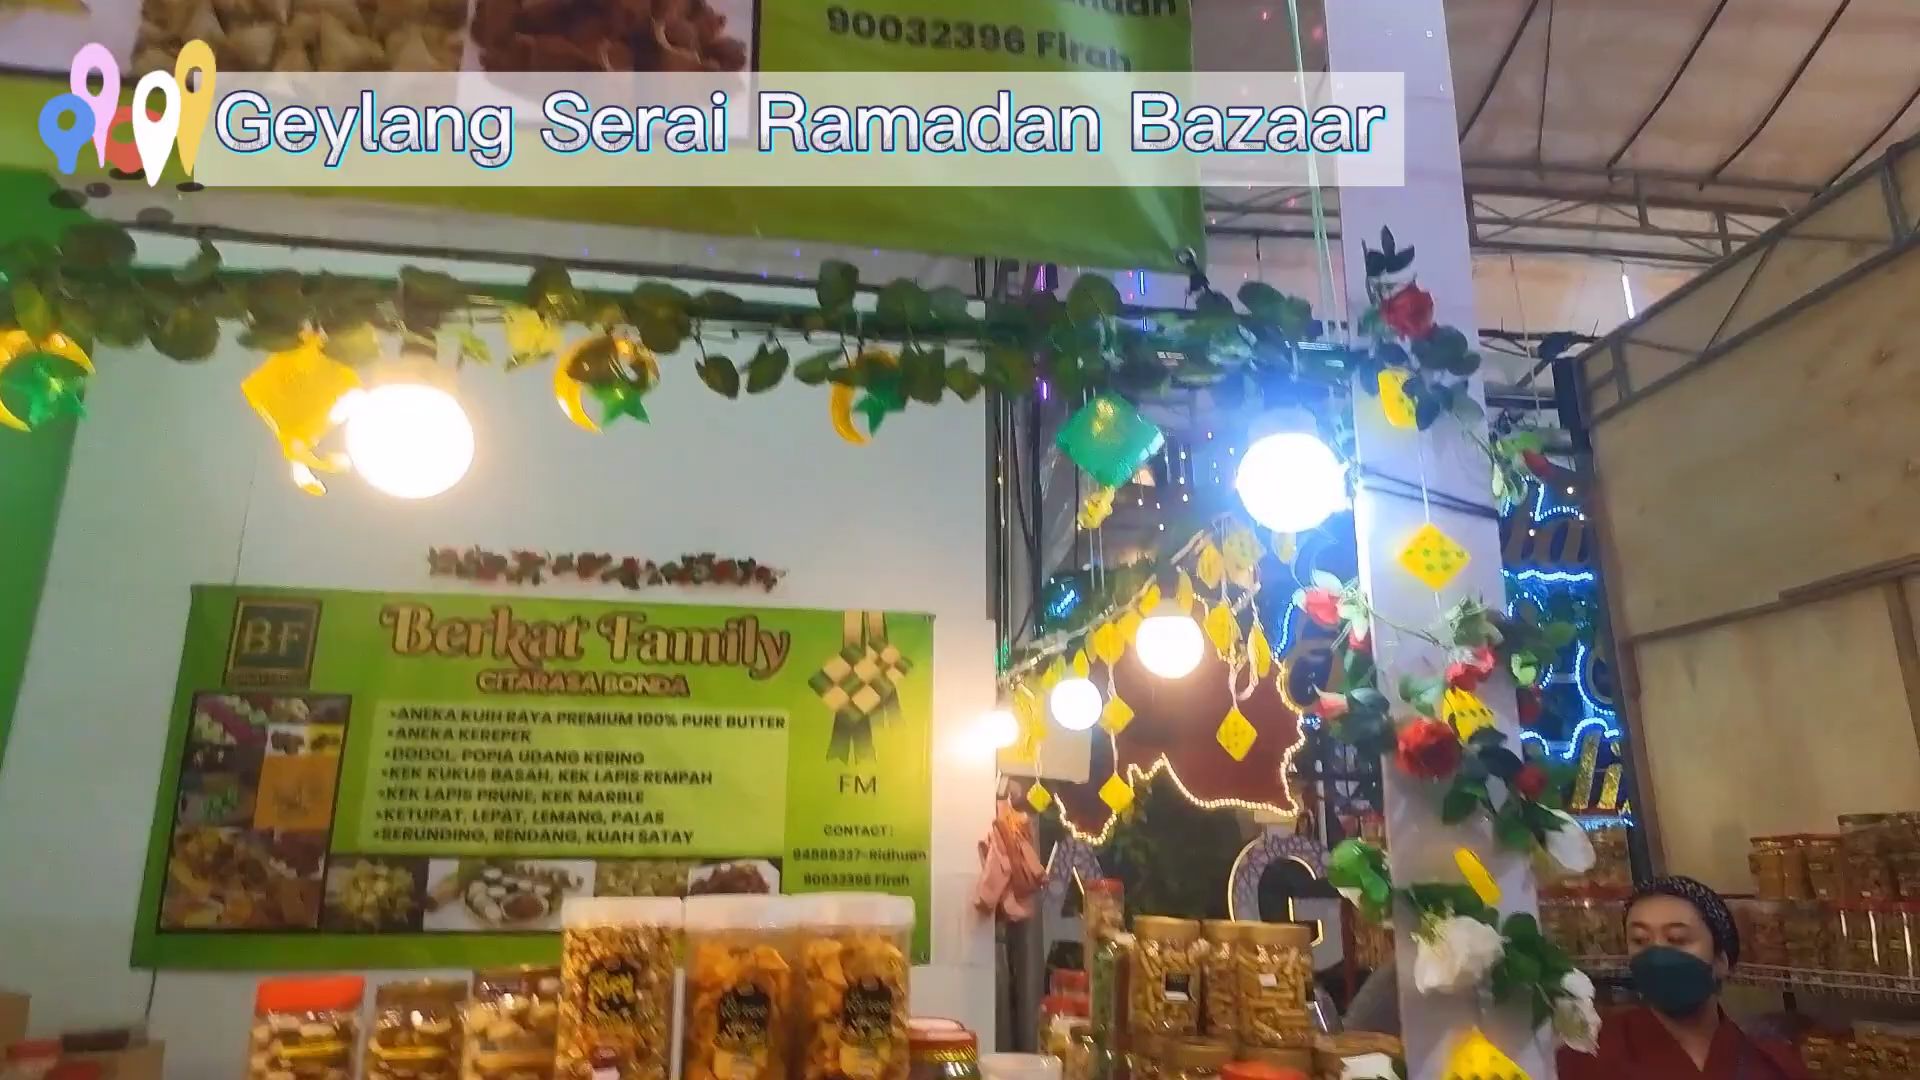 90032396 Firah
Geylang Serai Ramadan Bazaar
BF
Berkat Family
CITARASA BONDA
•ANEKA KUIH RAYA PREMIUM 100% PURE BUTTER
•ANEKA KEREPEK
•DODOL, POPIA UDANG KERING
•KEK KUKUS BASAH, KEK LAPIS REMPAH
•KEK LAPIS PRUNE, KEK MARBLE
•KETUPAT, LEPAT, LEMANG, PALAS
•SERUNDING, RENDANG, KUAH SATAY
FM
CONTACT:
Ridhuan
90032396 Firah
G